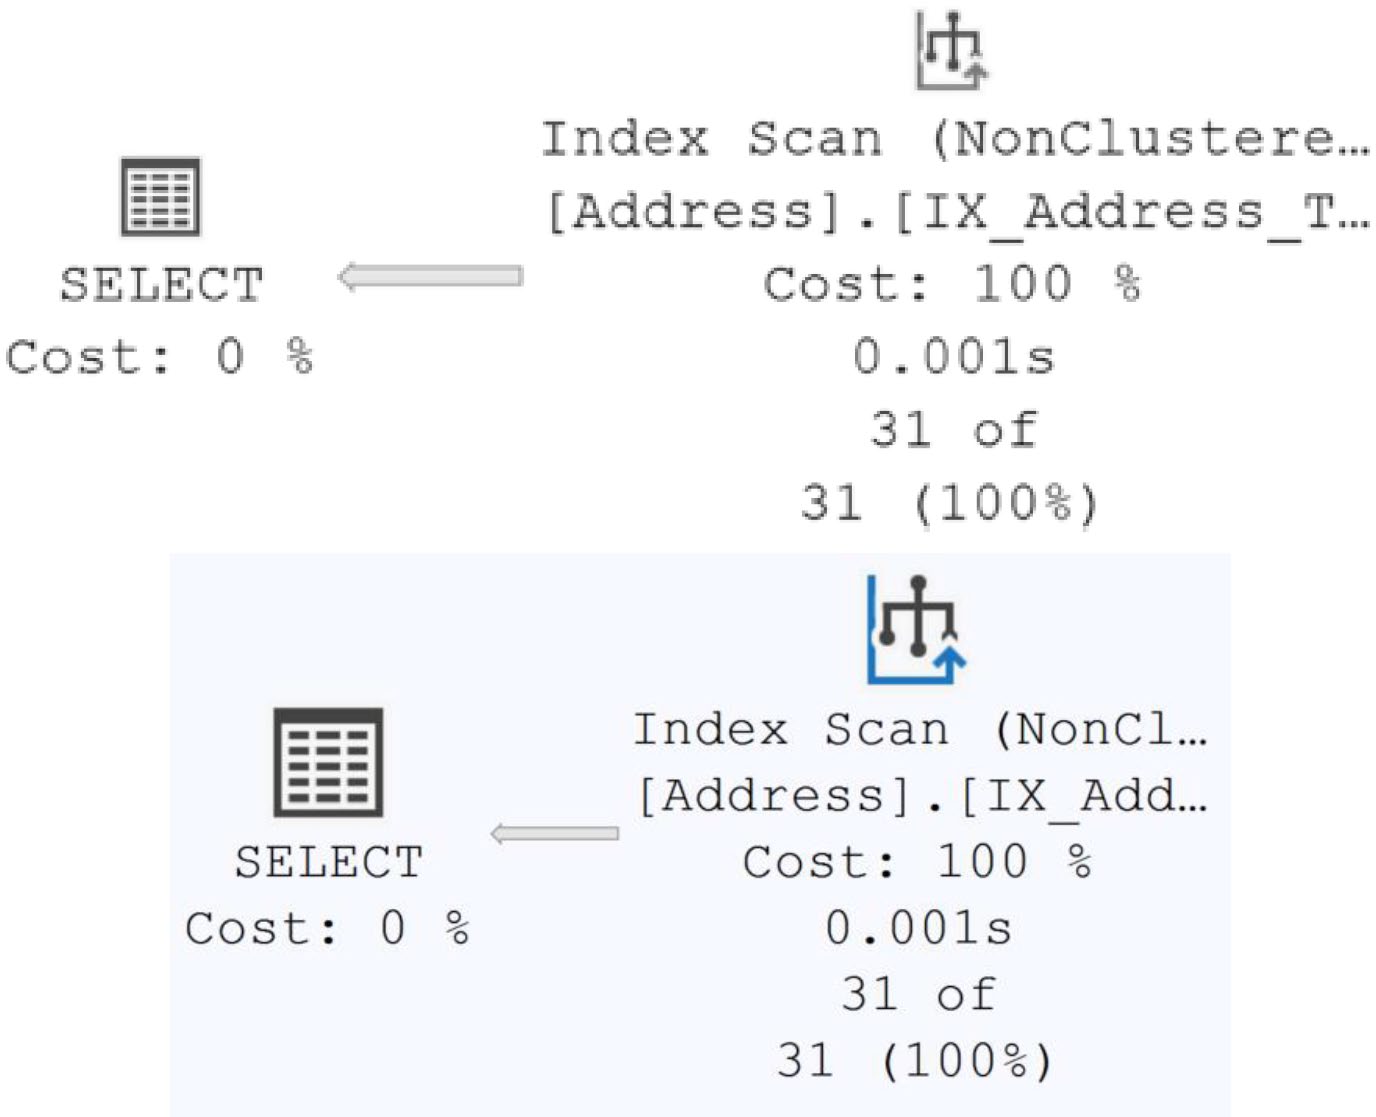 Index Scan (NonClustere…
[Address].[IX_Address_T…
SELECT
Cost: 0 %
Cost: 100 %
0.001s
31 of
31 (100%)
Index Scan (NonCl…
[Address].[IX_Add…
SELECT
Cost: 0 %
Cost: 100 %
0.001s
31 of
31 (100%)